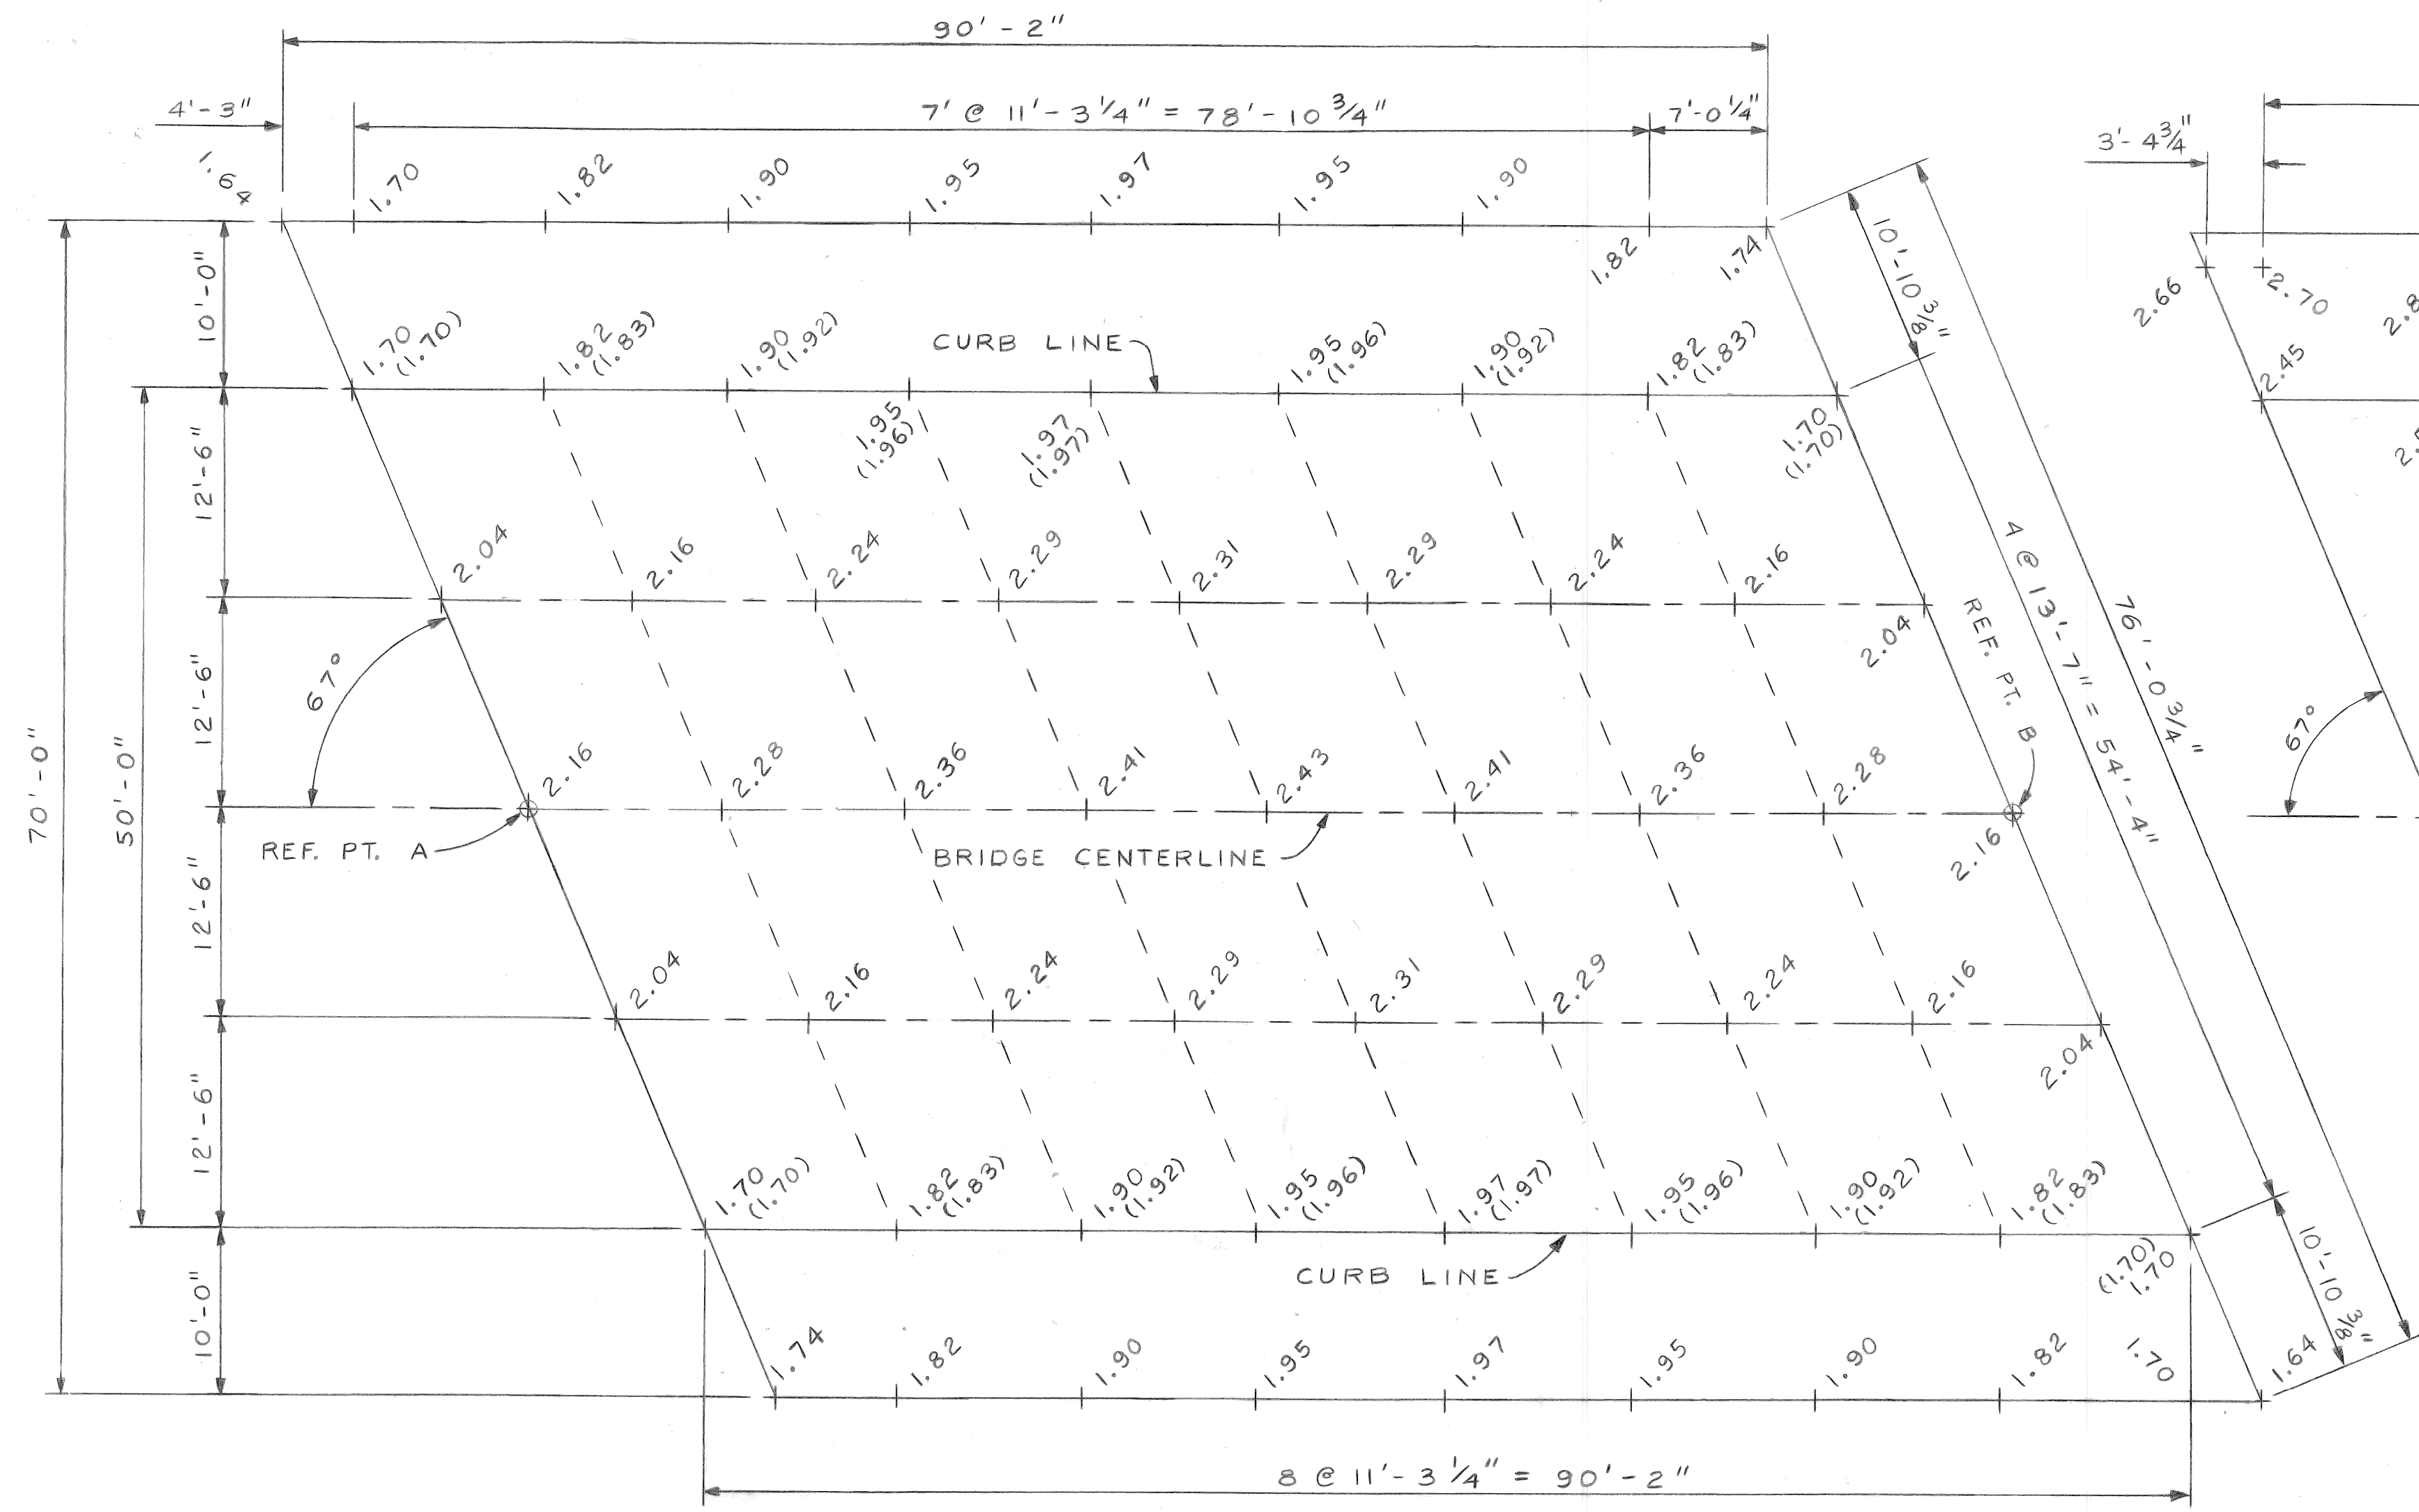 90' - 2"
4'-3" 7' @ 11' - 3 1/4" = 78' - 10 3/4" 7'-0 1/4"
3'- 4 3/4"
1.64 1.70 1.82 1.90 1.95 1.97 1.95 1.90
1.82 1.74
10'-0" 10'-10 3/8"
2.66 2.70
1.70 1.82 1.90 CURB LINE 1.95 1.90 1.82
(1.70) (1.83) (1.92) (1.96) (1.92) (1.83)
2.45
1.95 1.97 1.70
(1.96) (1.97) (1.70)
12'-6"
2.04 2.16 2.24 2.29 2.31 2.29 2.24 2.16
2.04
4 @ 13' - 7" = 54' - 4"
76' - 0 3/4"
REF. PT. B
67° 12'-6" 67°
2.16 2.28 2.36 2.41 2.43 2.41 2.36 2.28
70'-0" 50'-0"
REF. PT. A BRIDGE CENTERLINE 2.16
12'-6"
2.04 2.16 2.24 2.29 2.31 2.29 2.24 2.16
2.04
12'-6"
1.70 1.82 1.90 1.95 1.97 1.95 1.90 1.82
(1.70) (1.83) (1.92) (1.96) (1.97) (1.96) (1.92) (1.83)
CURB LINE (1.70)
1.70
10'-0" 10'-10 3/8"
1.74 1.82 1.90 1.95 1.97 1.95 1.90 1.82 1.70 1.64
8 @ 11'- 3 1/4" = 90'-2"